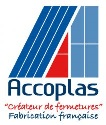 Accoplas
"Créateur de fermetures"
Fabrication française